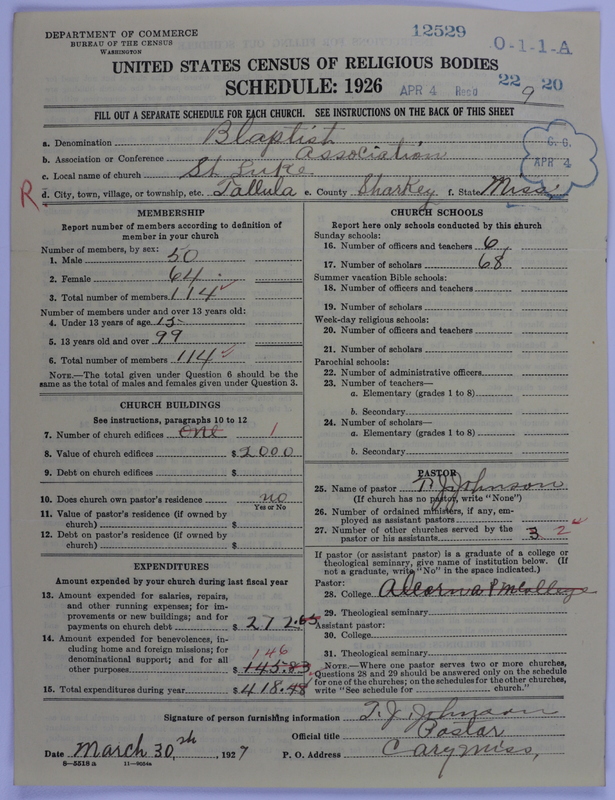 DEPARTMENT OF COMMERCE
BUREAU OF THE CENSUS
WASHINGTON
12529
O-1-1-A
UNITED STATES CENSUS OF RELIGIOUS BODIES
SCHEDULE: 1926
APR 4 Recd
22 9 20
FILL OUT A SEPARATE SCHEDULE FOR EACH CHURCH. SEE INSTRUCTIONS ON THE BACK OF THIS SHEET
a. Denomination Baptist
b. Association or Conference Association
c. Local name of church St Luke
C. G.
APR 4
R
d. City, town, village, or township, etc. Tallula e. County Sharkey f. State Miss
MEMBERSHIP
Report number of members according to definition of
member in your church
Number of members, by sex:
1. Male 50
2. Female 64
3. Total number of members 114
Number of members under and over 13 years old:
4. Under 13 years of age 15
5. 13 years old and over 99
6. Total number of members 114
NOTE.—The total given under Question 6 should be the
same as the total of males and females given under Question 3.
CHURCH BUILDINGS
See instructions, paragraphs 10 to 12
7. Number of church edifices one 1
8. Value of church edifices $2000
9. Debt on church edifices $
10. Does church own pastor's residence no
Yes or No
11. Value of pastor's residence (if owned by
church) $
12. Debt on pastor's residence (if owned by
church) $
EXPENDITURES
Amount expended by your church during last fiscal year
13. Amount expended for salaries, repairs,
and other running expenses; for im-
provements or new buildings; and for
payments on church debt $ 272.65
14. Amount expended for benevolences, in-
cluding home and foreign missions; for
denominational support; and for all
other purposes 146 $145.83
15. Total expenditures during year $418.48
CHURCH SCHOOLS
Report here only schools conducted by this church
Sunday schools:
16. Number of officers and teachers 6
17. Number of scholars 68
Summer vacation Bible schools:
18. Number of officers and teachers
19. Number of scholars
Week-day religious schools:
20. Number of officers and teachers
21. Number of scholars
Parochial schools:
22. Number of administrative officers
23. Number of teachers—
a. Elementary (grades 1 to 8)
b. Secondary
24. Number of scholars—
a. Elementary (grades 1 to 8)
b. Secondary
PASTOR
25. Name of pastor T. J. Johnson
(If church has no pastor, write "None")
26. Number of ordained ministers, if any, em-
ployed as assistant pastors
27. Number of other churches served by the
pastor or his assistants 3 2
If pastor (or assistant pastor) is a graduate of a college or
theological seminary, give name of institution below. (If
not a graduate, write "No" in the space indicated.)
Pastor:
28. College Alcorn
29. Theological seminary
Assistant pastor:
30. College
31. Theological seminary
NOTE.—Where one pastor serves two or more churches,
Questions 28 and 29 should be answered only on the schedule
for one of the churches; on the schedules for the other churches,
write "See schedule for church."
Signature of person furnishing information T. J. Johnson
Official title Pastor
Date March 30,th 1927 P. O. Address Cary Miss,
8-5518 a 11-9554a